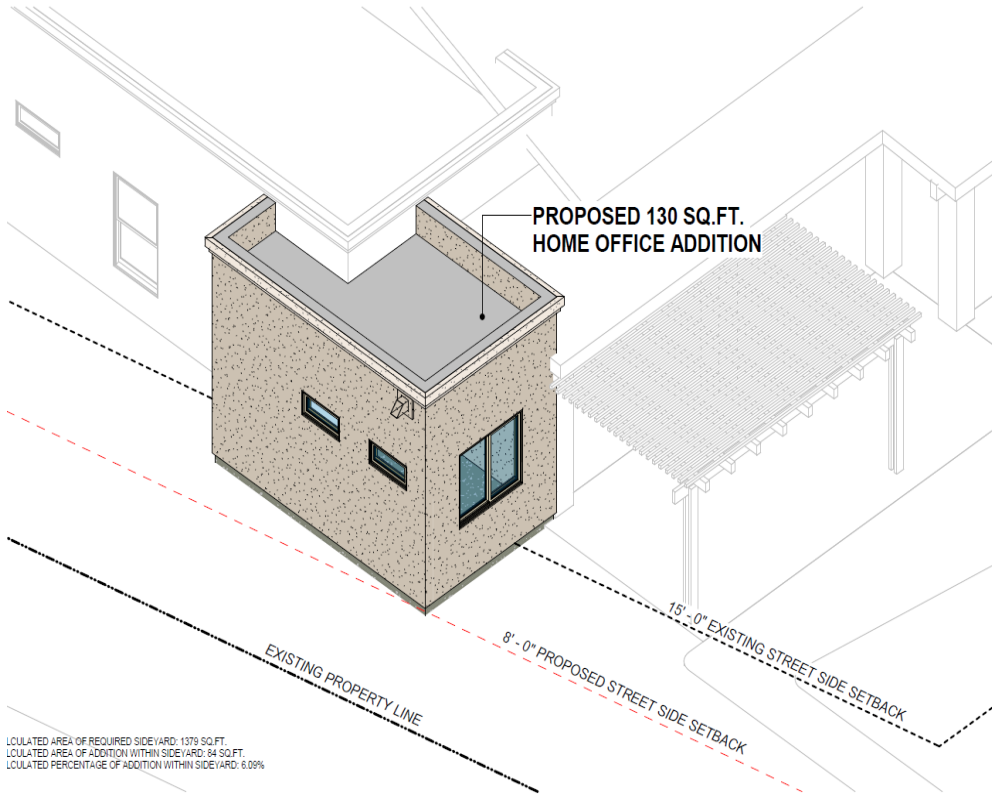 PROPOSED 130 SQ.FT.
HOME OFFICE ADDITION
15'- 0" EXISTING STREET SIDE SETBACK
8'- 0" PROPOSED STREET SIDE SETBACK
EXISTING PROPERTY LINE
LCULATED AREA OF REQUIRED SIDEYARD: 1379 SQ.FT.
LCULATED AREA OF ADDITION WITHIN SIDEYARD: 84 SQ.FT.
LCULATED PERCENTAGE OF ADDITION WITHIN SIDEYARD: 6.09%